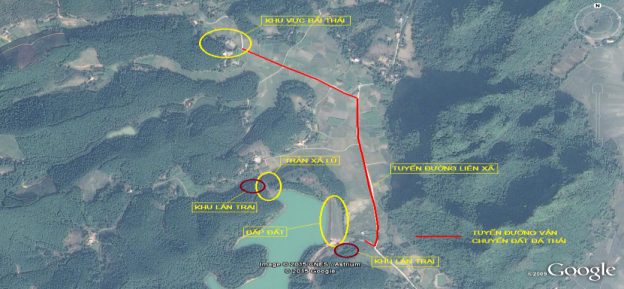 KHU VỰC BÃI THẢI
N
TRÀN XẢ LŨ
TUYẾN ĐƯỜNG LIÊN XÃ
KHU LÁN TRẠI
ĐẬP ĐẤT
TUYẾN ĐƯỜNG VẬN
CHUYỂN ĐẤT ĐÁ THẢI
KHU LÁN TRẠI
Image © 2015 CNES / Astrium
© 2015 Google
© 2009 Google